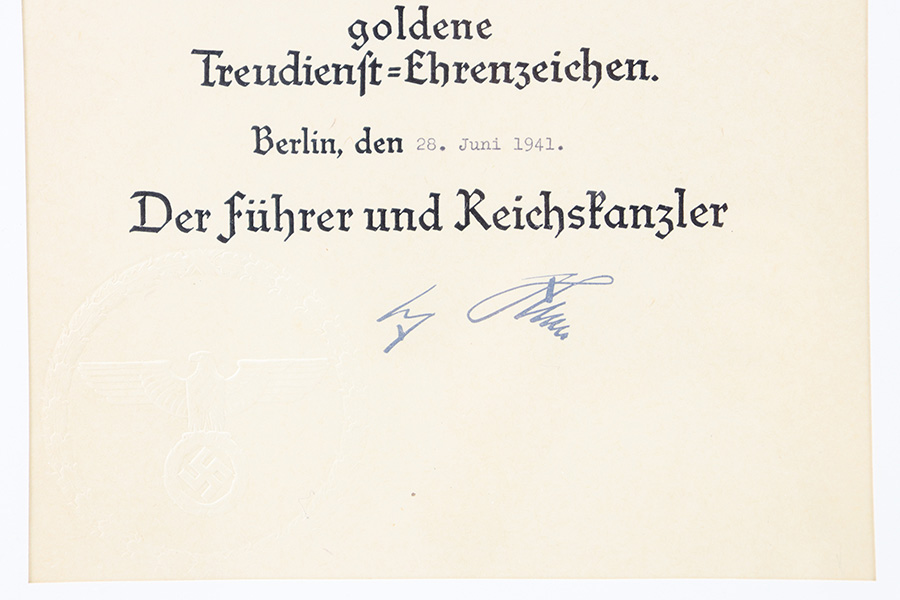 goldene
Treudienst=Ehrenzeichen.
Berlin, den 28. Juni 1941.
Der Führer und Reichskanzler